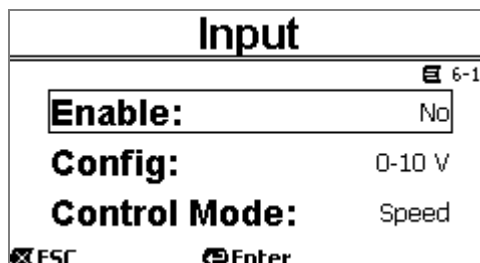 Input
6-1
Enable: No
Config: 0-10 V
Control Mode: Speed
ESC Enter